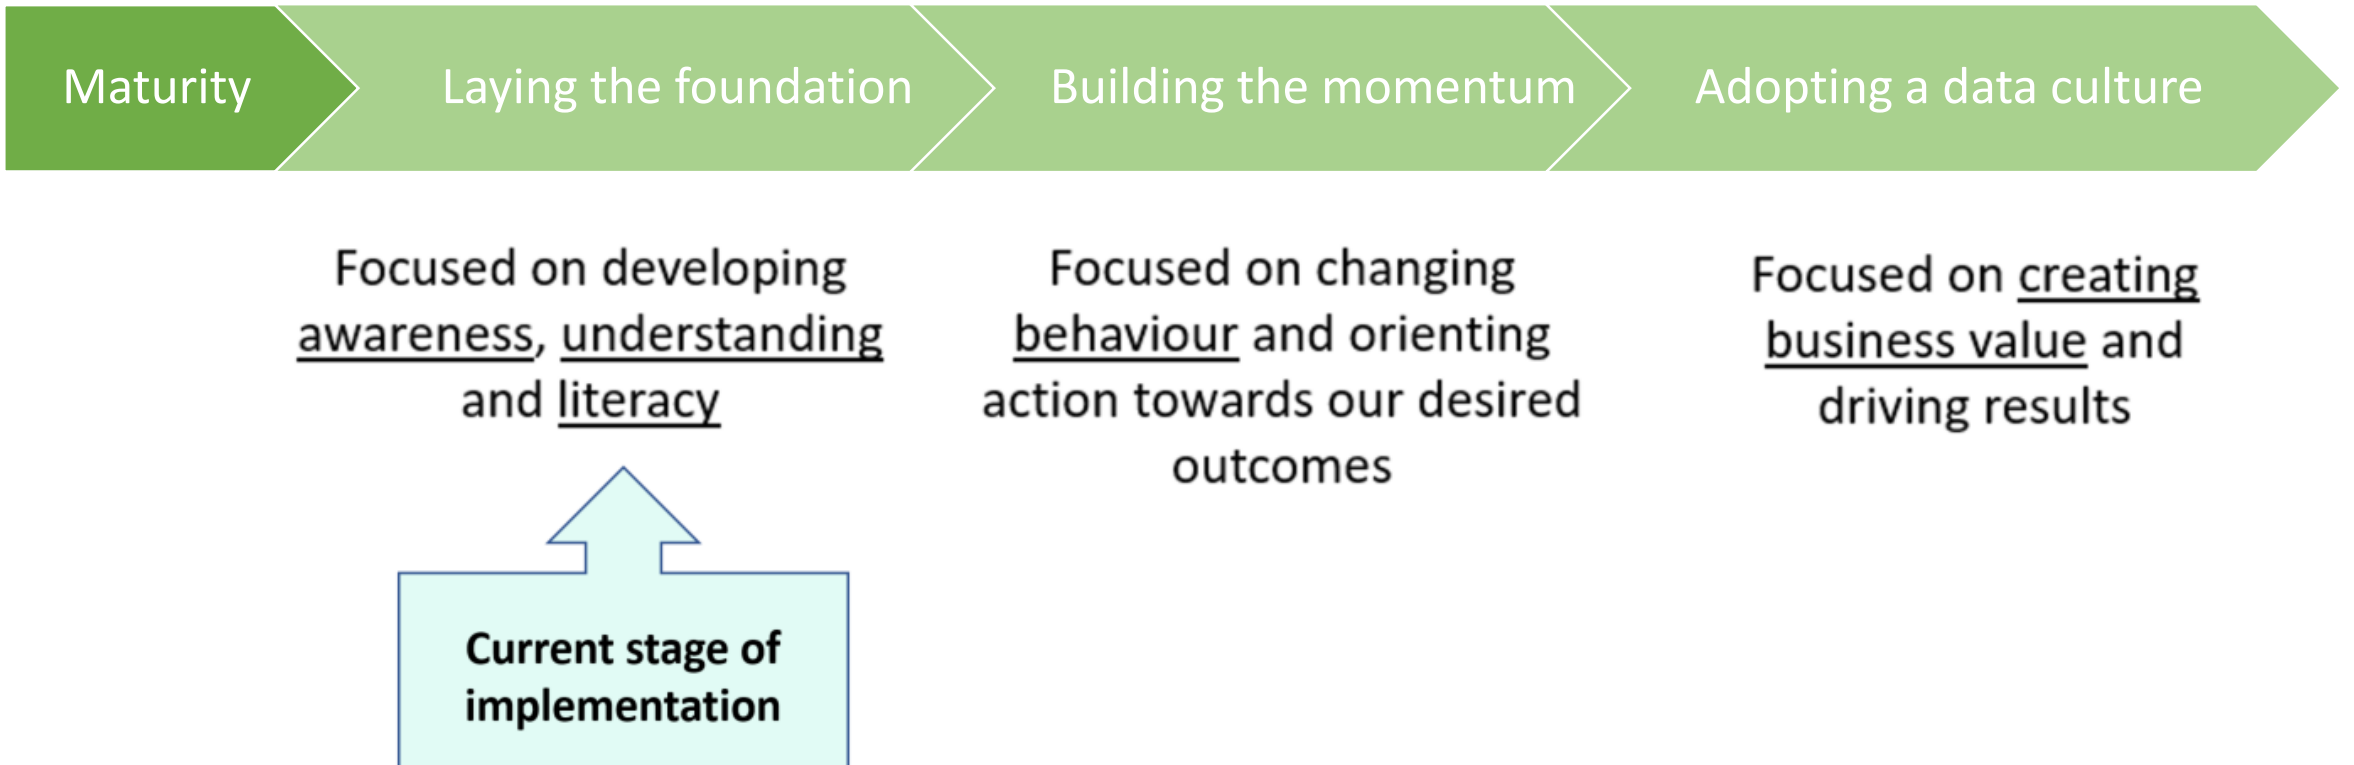 Maturity
Laying the foundation
Building the momentum
Adopting a data culture
Focused on developing
awareness, understanding
and literacy
Focused on changing
behaviour and orienting
action towards our desired
outcomes
Focused on creating
business value and
driving results
Current stage of
implementation